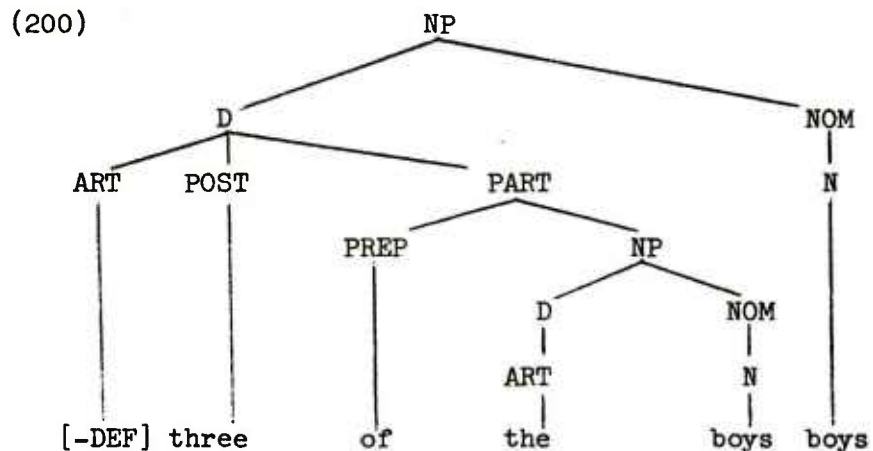 (200) NP
D NOM
ART POST PART N
PREP NP
D NOM
ART N
[-DEF] three of the boys boys